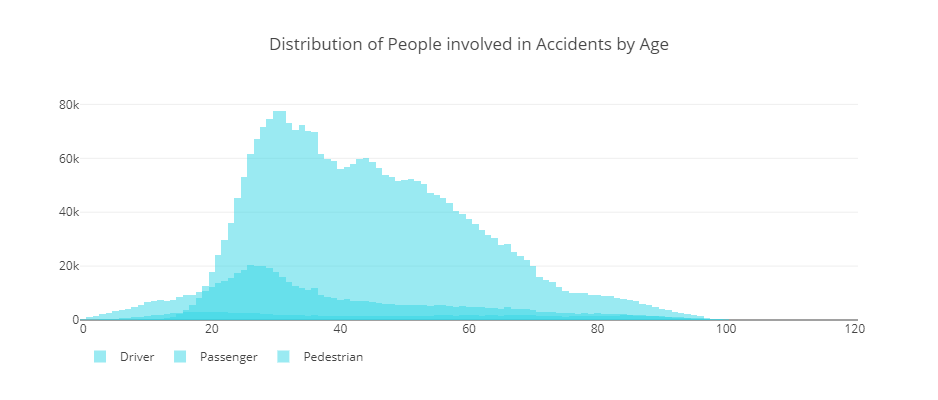 Distribution of People involved in Accidents by Age
80k
60k
40k
20k
0
0 20 40 60 80 100 120
Driver Passenger Pedestrian